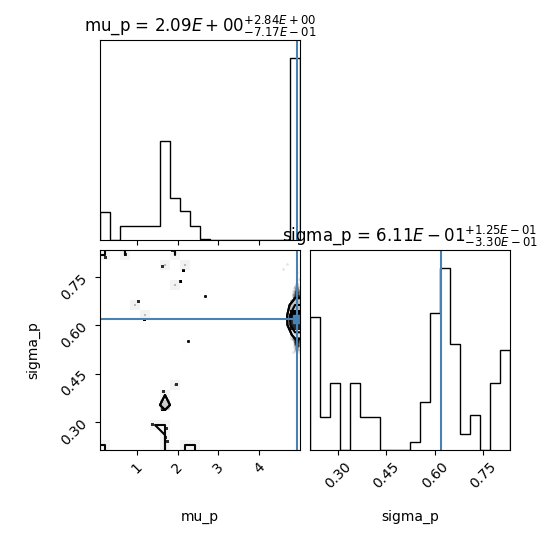 mu_p = 2.09E + 00+2.84E + 00−7.17E − 01
sigma_p = 6.11E − 01+1.25E − 01−3.30E − 01
0.75
0.60
0.45
0.30
sigma_p
1 2 3 4
0.30 0.45 0.60 0.75
mu_p
sigma_p